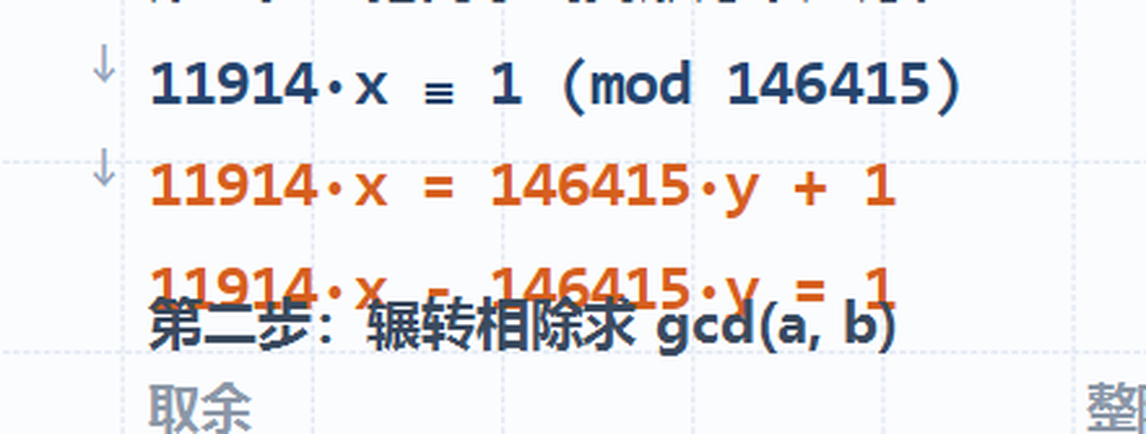 ↓ 11914·x ≡ 1 (mod 146415)
↓ 11914·x = 146415·y + 1
11914·x - 146415·y = 1
第二步：辗转相除求 gcd(a, b)
取余